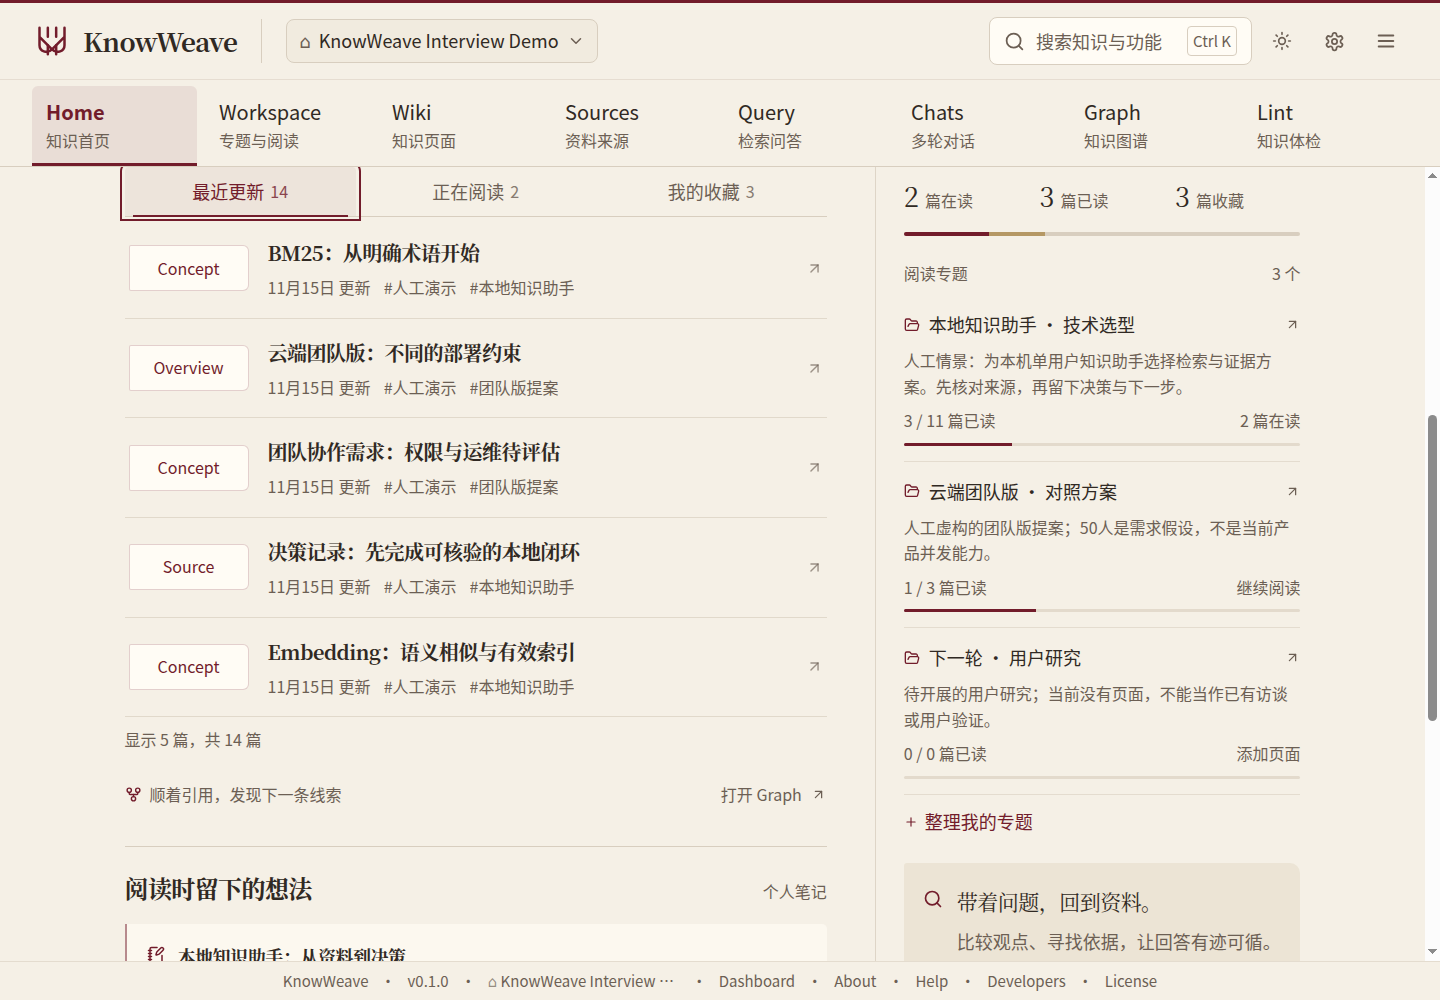 KnowWeave
⌂ KnowWeave Interview Demo
搜索知识与功能 Ctrl K
Home
知识首页
Workspace
专题与阅读
Wiki
知识页面
Sources
资料来源
Query
检索问答
Chats
多轮对话
Graph
知识图谱
Lint
知识体检
最近更新 14
正在阅读 2
我的收藏 3
Concept
BM25：从明确术语开始
11月15日 更新 #人工演示 #本地知识助手
Overview
云端团队版：不同的部署约束
11月15日 更新 #人工演示 #团队版提案
Concept
团队协作需求：权限与运维待评估
11月15日 更新 #人工演示 #团队版提案
Source
决策记录：先完成可核验的本地闭环
11月15日 更新 #人工演示 #本地知识助手
Concept
Embedding：语义相似与有效索引
11月15日 更新 #人工演示 #本地知识助手
显示 5 篇，共 14 篇
顺着引用，发现下一条线索
打开 Graph
阅读时留下的想法
个人笔记
本地知识助手：从资料到决策
2 篇在读
3 篇已读
3 篇收藏
阅读专题
3 个
本地知识助手 · 技术选型
人工情景：为本机单用户知识助手选择检索与证据方
案。先核对来源，再留下决策与下一步。
3 / 11 篇已读
2 篇在读
云端团队版 · 对照方案
人工虚构的团队版提案；50人是需求假设，不是当前产
品并发能力。
1 / 3 篇已读
继续阅读
下一轮 · 用户研究
待开展的用户研究；当前没有页面，不能当作已有访谈
或用户验证。
0 / 0 篇已读
添加页面
+ 整理我的专题
带着问题，回到资料。
比较观点、寻找依据，让回答有迹可循。
KnowWeave • v0.1.0 • ⌂ KnowWeave Interview ··· • Dashboard • About • Help • Developers • License